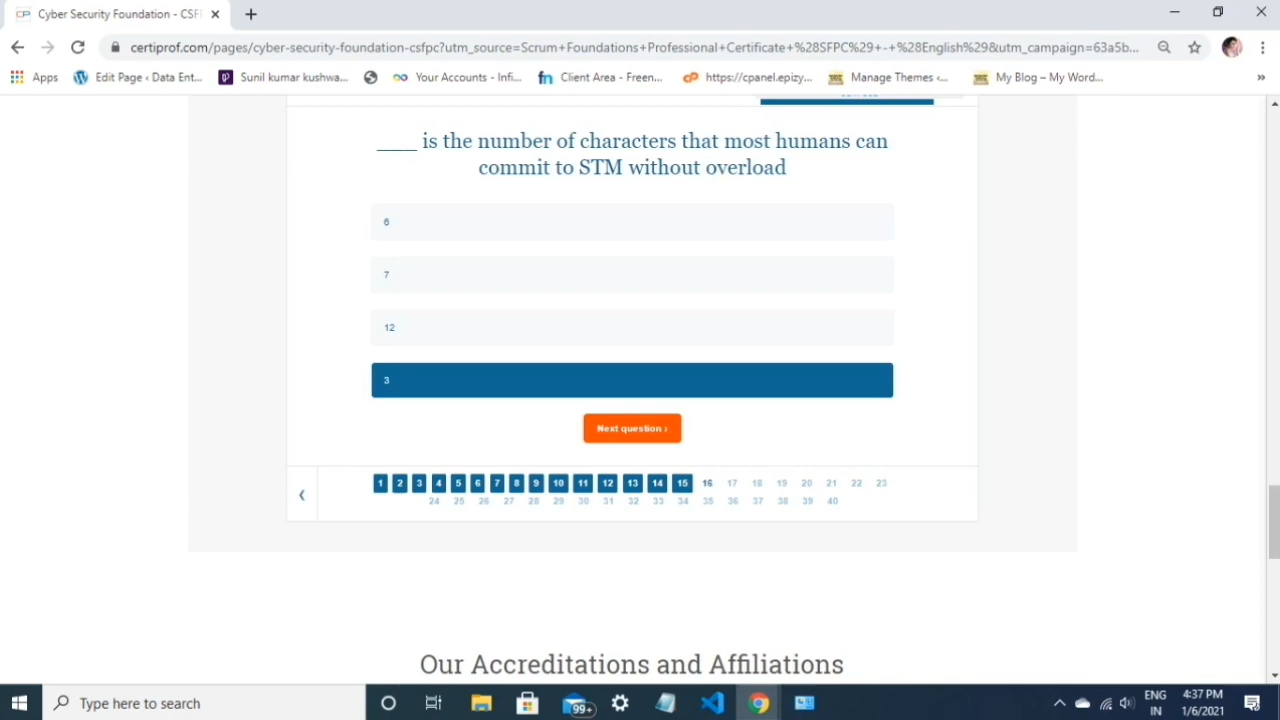 Cyber Security Foundation - CSF
certiprof.com/pages/cyber-security-foundation-csfpc?utm_source=Scrum+Foundations+Professional+Certificate+%28SFPC%29+-+%28English%29&utm_campaign=63a5b...
Apps Edit Page ‹ Data Ent... Sunil kumar kushwa... Your Accounts - Infi... Client Area - Freen... https://cpanel.epizy... Manage Themes ‹... My Blog – My Word... »
___ is the number of characters that most humans can
commit to STM without overload
6
7
12
3
Next question ›
1 2 3 4 5 6 7 8 9 10 11 12 13 14 15 16 17 18 19 20 21 22 23
24 25 26 27 28 29 30 31 32 33 34 35 36 37 38 39 40
Our Accreditations and Affiliations
Type here to search
99+
ENG
IN
4:37 PM
1/6/2021